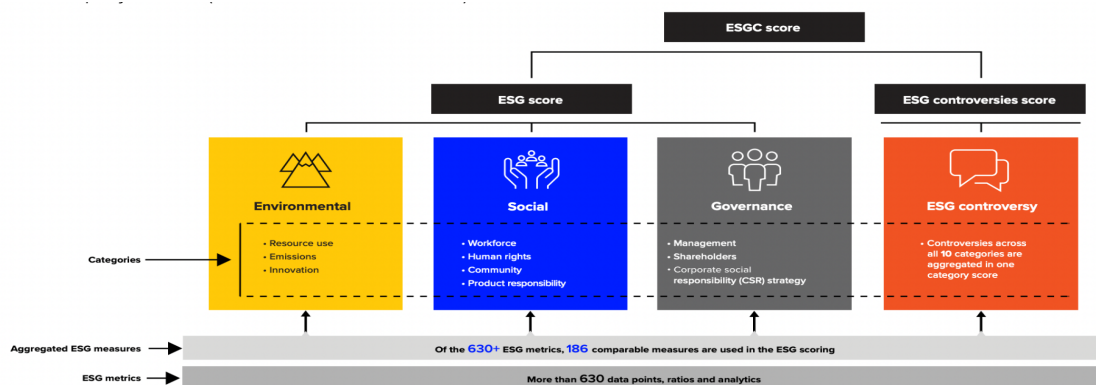 ESGC score
ESG score
ESG controversies score
Environmental
Social
Governance
ESG controversy
Categories
• Resource use
• Emissions
• Innovation
• Workforce
• Human rights
• Community
• Product responsibility
• Management
• Shareholders
• Corporate social
responsibility (CSR) strategy
• Controversies across
all 10 categories are
aggregated in one
category score
Aggregated ESG measures
Of the 630+ ESG metrics, 186 comparable measures are used in the ESG scoring
ESG metrics
More than 630 data points, ratios and analytics